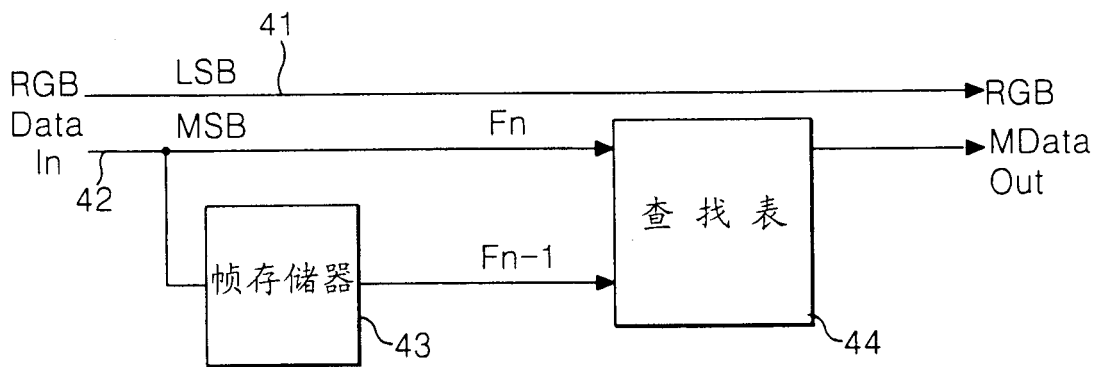 41
RGB
Data
In
LSB
MSB
Fn
42
帧存储器
43
Fn-1
查找表
44
RGB
MData
Out